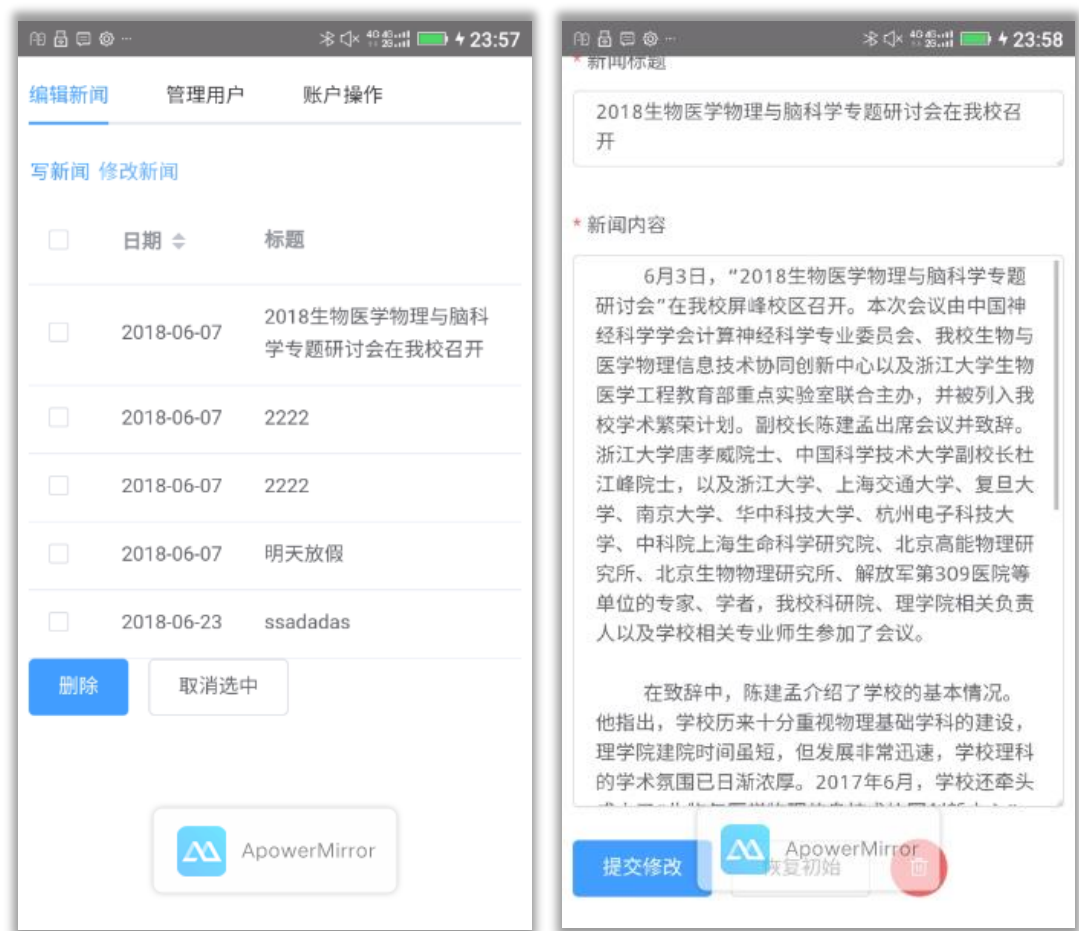 23:57
编辑新闻 管理用户 账户操作
写新闻 修改新闻
日期 标题
2018-06-07 2018生物医学物理与脑科
学专题研讨会在我校召开
2018-06-07 2222
2018-06-07 2222
2018-06-07 明天放假
2018-06-23 ssadadas
删除 取消选中
ApowerMirror
23:58
* 新闻标题
2018生物医学物理与脑科学专题研讨会在我校召
开
* 新闻内容
6月3日，“2018生物医学物理与脑科学专题
研讨会”在我校屏峰校区召开。本次会议由中国神
经科学学会计算神经科学专业委员会、我校生物与
医学物理信息技术协同创新中心以及浙江大学生物
医学工程教育部重点实验室联合主办，并被列入我
校学术繁荣计划。副校长陈建孟出席会议并致辞。
浙江大学唐孝威院士、中国科学技术大学副校长杜
江峰院士，以及浙江大学、上海交通大学、复旦大
学、南京大学、华中科技大学、杭州电子科技大
学、中科院上海生命科学研究院、北京高能物理研
究所、北京生物物理研究所、解放军第309医院等
单位的专家、学者，我校科研院、理学院相关负责
人以及学校相关专业师生参加了会议。
在致辞中，陈建孟介绍了学校的基本情况。
他指出，学校历来十分重视物理基础学科的建设，
理学院建院时间虽短，但发展非常迅速，学校理科
的学术氛围已日渐浓厚。2017年6月，学校还牵头
提交修改 恢复初始
ApowerMirror